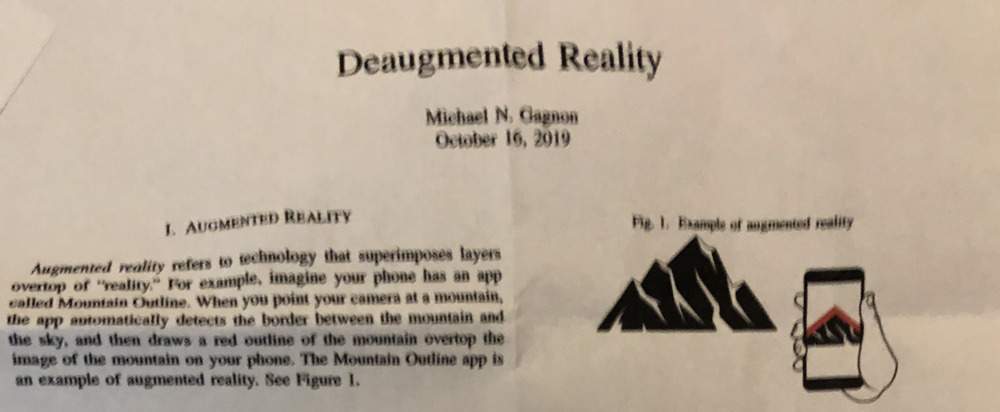 Deaugmented Reality
Michael N. Gagnon
October 16, 2019
I. AUGMENTED REALITY
Augmented reality refers to technology that superimposes layers
overtop of "reality." For example, imagine your phone has an app
called Mountain Outline. When you point your camera at a mountain,
the app automatically detects the border between the mountain and
the sky, and then draws a red outline of the mountain overtop the
image of the mountain on your phone. The Mountain Outline app is
an example of augmented reality. See Figure 1.
Fig. 1. Example of augmented reality